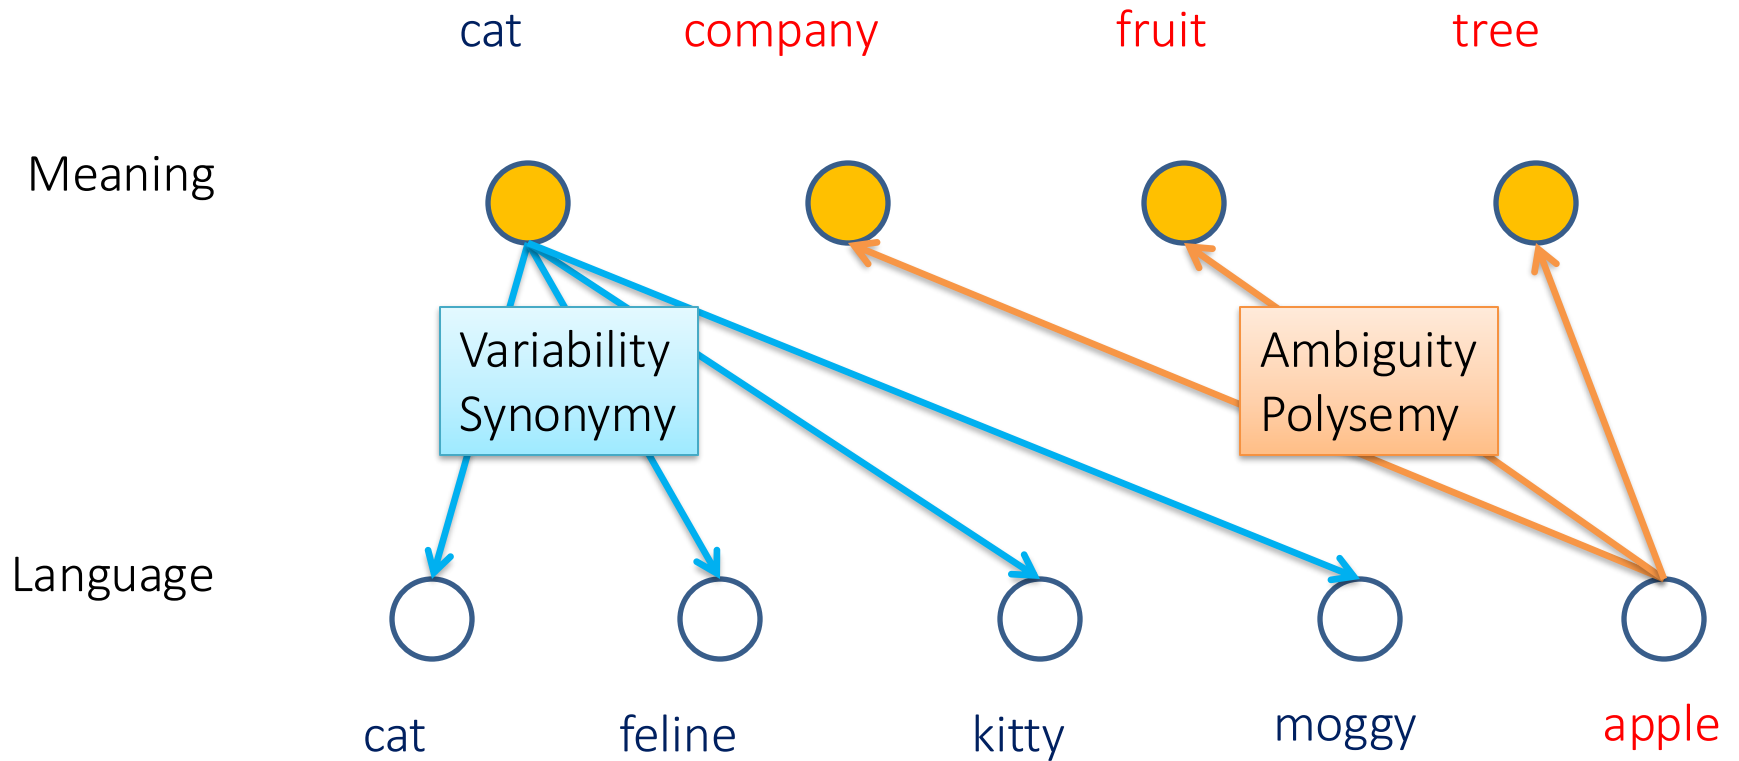 cat company fruit tree
Meaning
Variability
Synonymy
Ambiguity
Polysemy
Language
cat feline kitty moggy apple